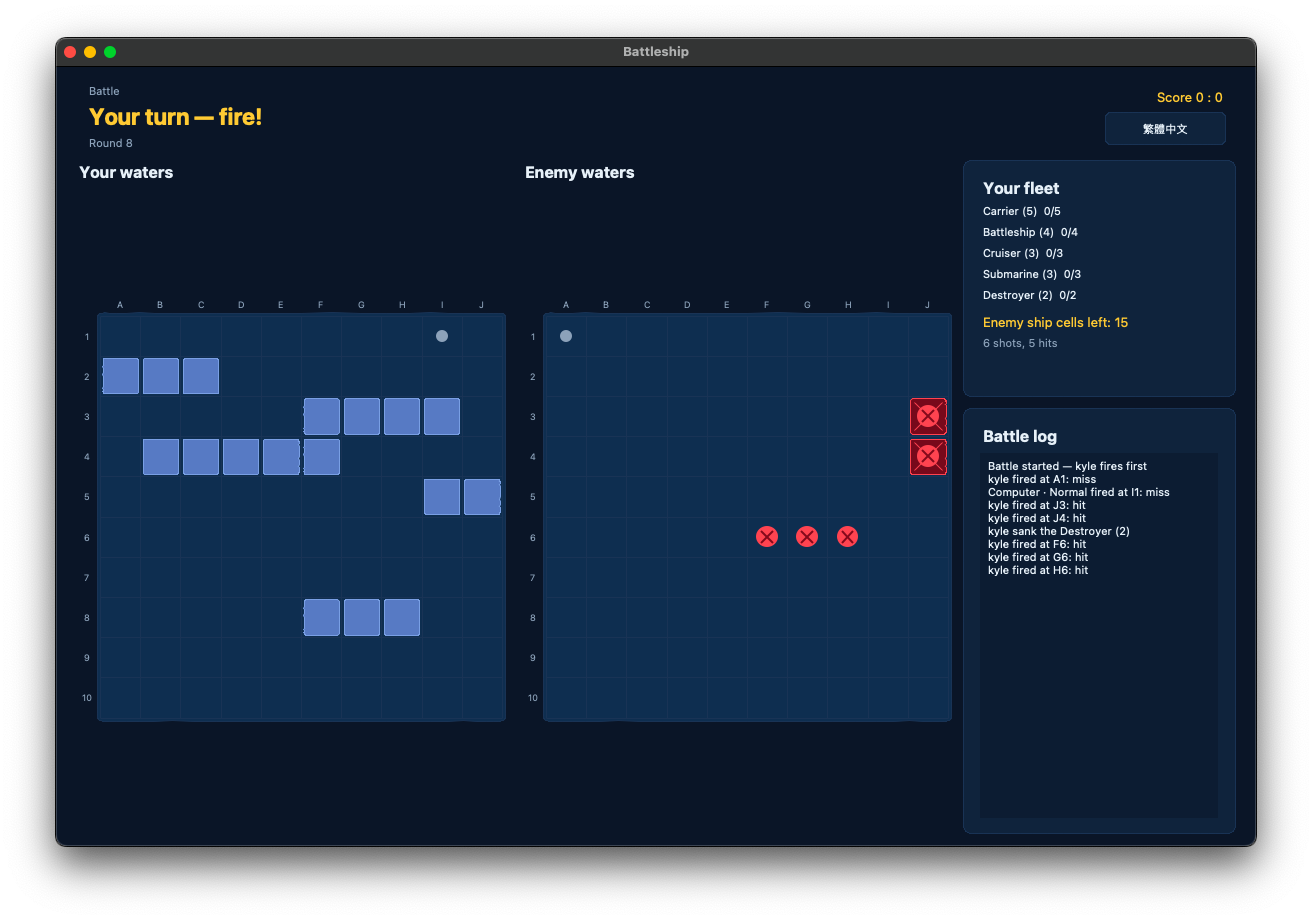 Battleship
Battle
Your turn — fire!
Round 8
Score 0 : 0
繁體中文
Your waters
A B C D E F G H I J
1
2
3
4
5
6
7
8
9
10
Enemy waters
A B C D E F G H I J
1
2
3
4
5
6
7
8
9
10
Your fleet
Carrier (5) 0/5
Battleship (4) 0/4
Cruiser (3) 0/3
Submarine (3) 0/3
Destroyer (2) 0/2
Enemy ship cells left: 15
6 shots, 5 hits
Battle log
Battle started — kyle fires first
kyle fired at A1: miss
Computer · Normal fired at I1: miss
kyle fired at J3: hit
kyle fired at J4: hit
kyle sank the Destroyer (2)
kyle fired at F6: hit
kyle fired at G6: hit
kyle fired at H6: hit